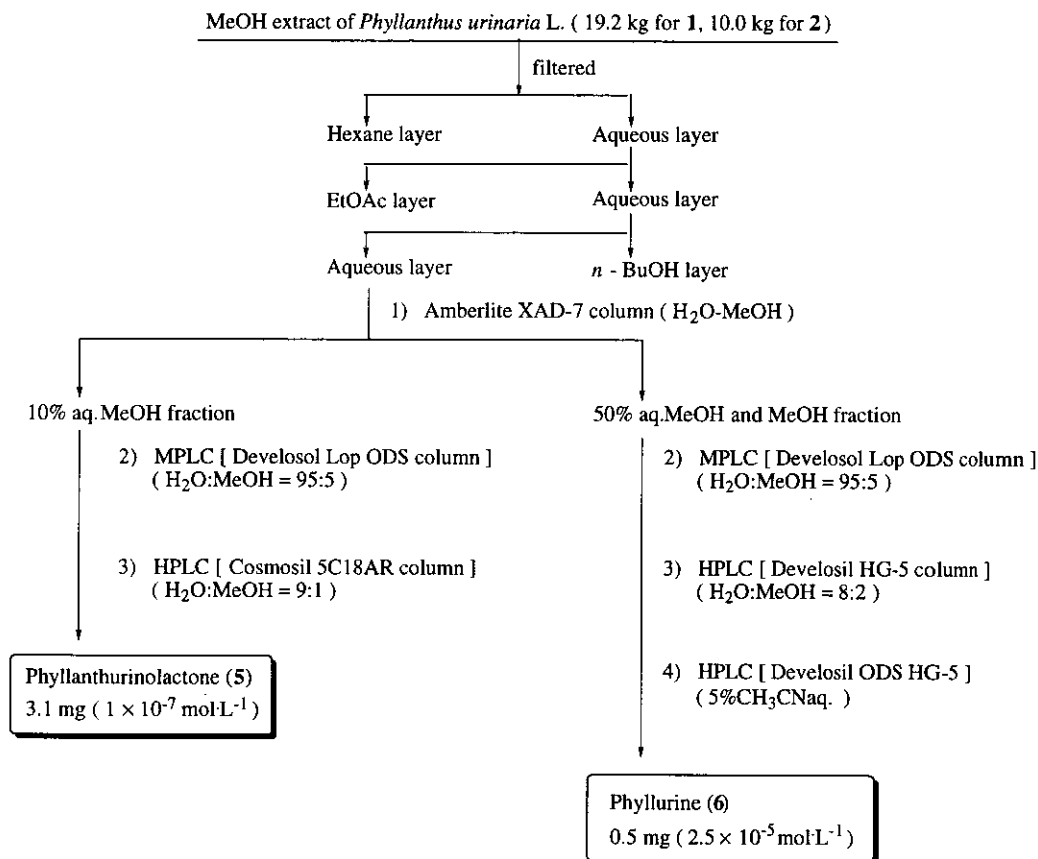 MeOH extract of Phyllanthus urinaria L. ( 19.2 kg for 1, 10.0 kg for 2 )
filtered
Hexane layer
Aqueous layer
EtOAc layer
Aqueous layer
Aqueous layer
n - BuOH layer
1) Amberlite XAD-7 column ( H₂O-MeOH )
10% aq.MeOH fraction
2) MPLC [ Develosol Lop ODS column ]
( H₂O:MeOH = 95:5 )
3) HPLC [ Cosmosil 5C18AR column ]
( H₂O:MeOH = 9:1 )
Phyllanthurinolactone (5)
3.1 mg ( 1 × 10⁻⁷ mol·L⁻¹ )
50% aq.MeOH and MeOH fraction
2) MPLC [ Develosol Lop ODS column ]
( H₂O:MeOH = 95:5 )
3) HPLC [ Develosil HG-5 column ]
( H₂O:MeOH = 8:2 )
4) HPLC [ Develosil ODS HG-5 ]
( 5%CH₃CNaq. )
Phyllurine (6)
0.5 mg ( 2.5 × 10⁻⁵ mol·L⁻¹ )